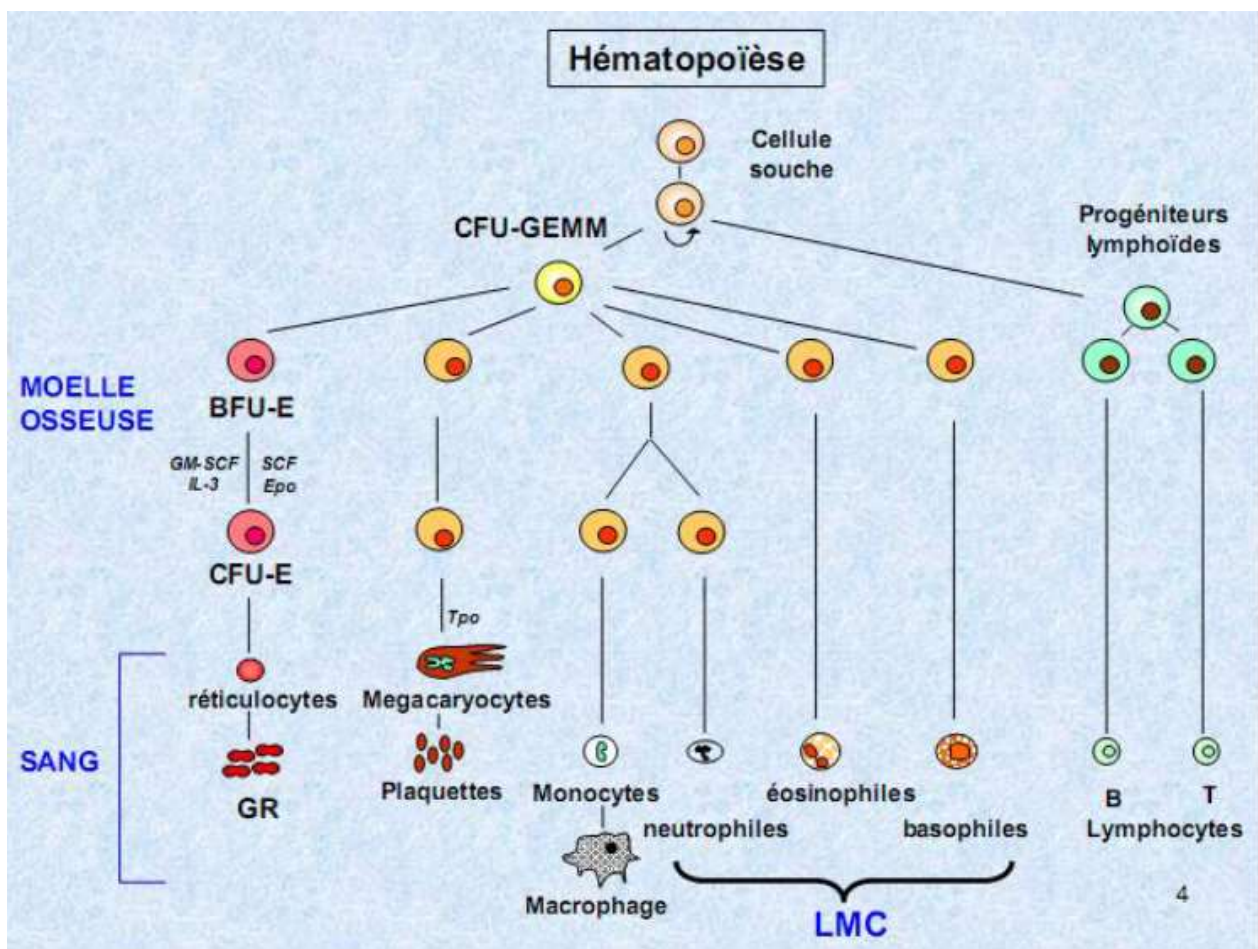 Hématopoïèse
Cellule
souche
CFU-GEMM
Progéniteurs
lymphoïdes
MOELLE
OSSEUSE
BFU-E
GM-SCF
IL-3
SCF
Epo
CFU-E
Tpo
SANG
réticulocytes
GR
Megacaryocytes
Plaquettes
Monocytes
Macrophage
neutrophiles
éosinophiles
basophiles
LMC
B
T
Lymphocytes
4